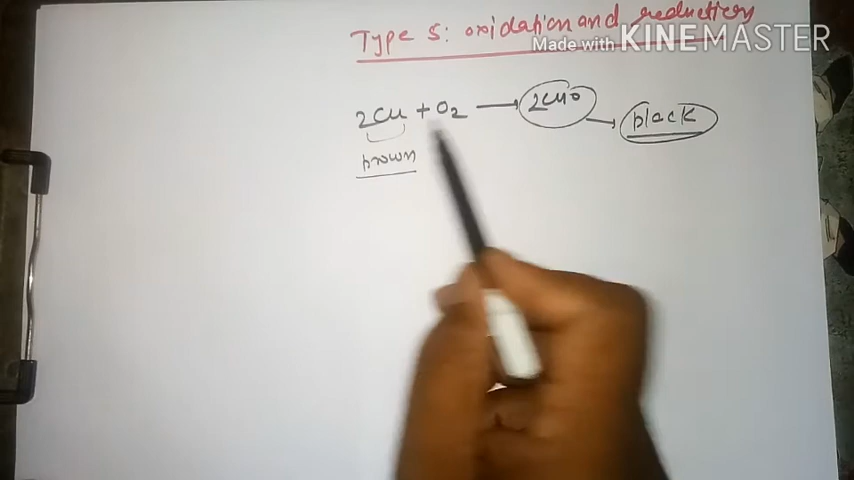 Type 5: oxidation and reduction
Made with KINEMASTER
2Cu + O2 → 2CuO → black
brown